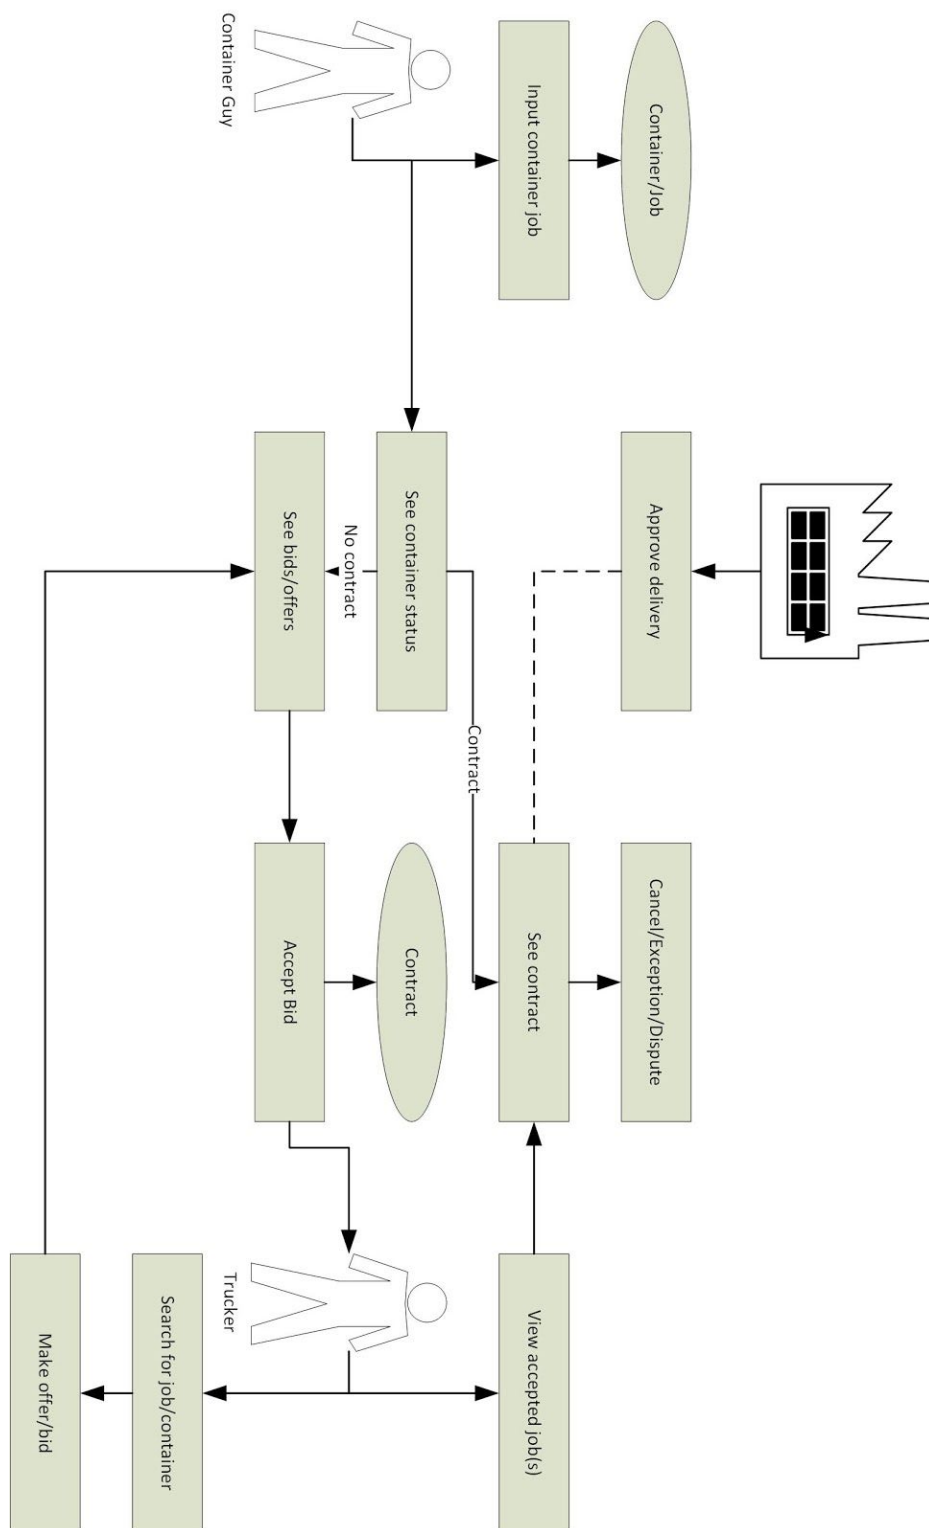 Container/Job
Input container job
Container Guy
Approve delivery
See container status
No contract
See bids/offers
Contract
Cancel/Exception/Dispute
See contract
Contract
Accept Bid
View accepted job(s)
Trucker
Search for job/container
Make offer/bid